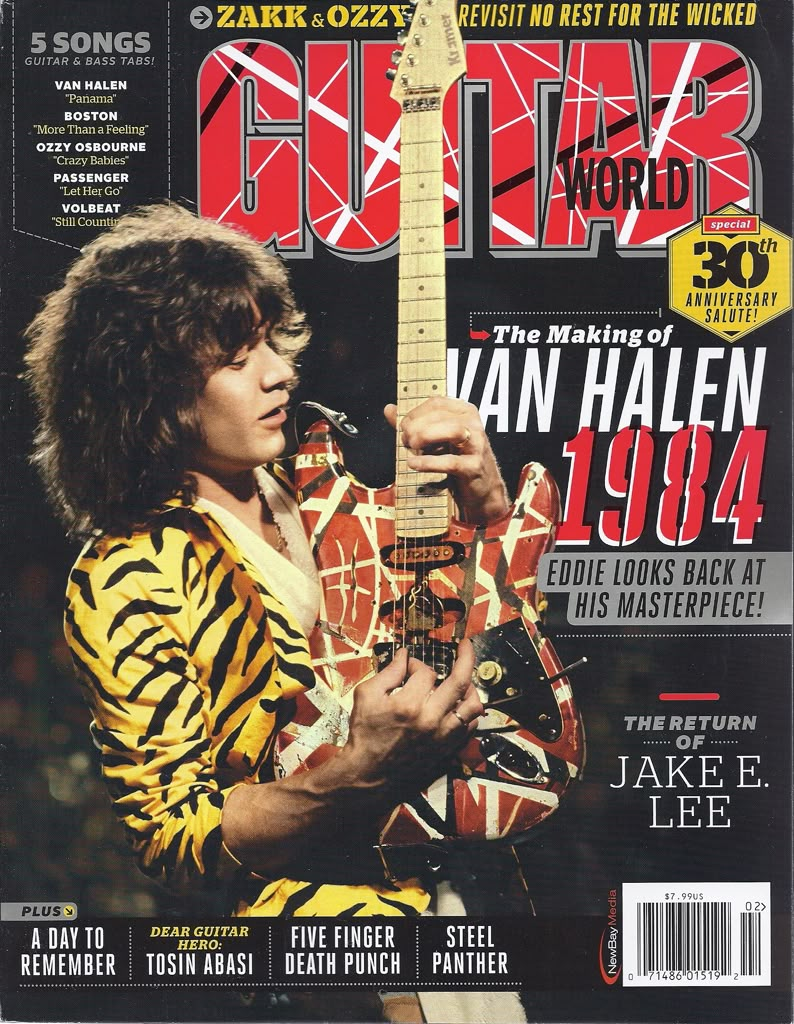 ZAKK & OZZY REVISIT NO REST FOR THE WICKED
Kramer
GUITAR
WORLD
5 SONGS
GUITAR & BASS TABS!
VAN HALEN
"Panama"
BOSTON
"More Than a Feeling"
OZZY OSBOURNE
"Crazy Babies"
PASSENGER
"Let Her Go"
VOLBEAT
"Still Countin
special
30th
ANNIVERSARY
SALUTE!
The Making of
VAN HALEN
1984
EDDIE LOOKS BACK AT
HIS MASTERPIECE!
THE RETURN
OF
JAKE E.
LEE
PLUS
A DAY TO
REMEMBER
DEAR GUITAR
HERO:
TOSIN ABASI
FIVE FINGER
DEATH PUNCH
STEEL
PANTHER
NewBay Media
$7.99US
02>
0 71486 01519 2